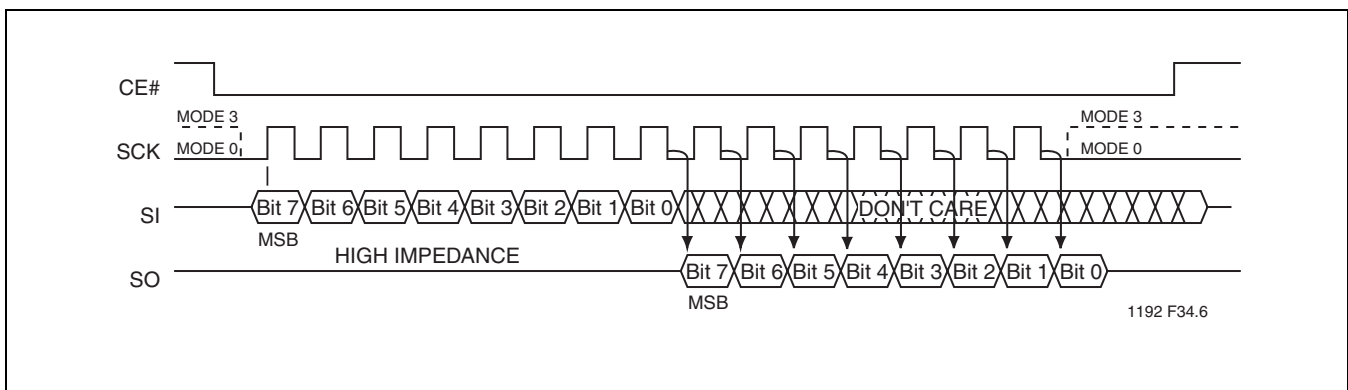 CE#
MODE 3
MODE 3
SCK
MODE 0
MODE 0
SI
Bit 7 Bit 6 Bit 5 Bit 4 Bit 3 Bit 2 Bit 1 Bit 0
DON'T CARE
MSB
HIGH IMPEDANCE
SO
Bit 7 Bit 6 Bit 5 Bit 4 Bit 3 Bit 2 Bit 1 Bit 0
MSB
1192 F34.6